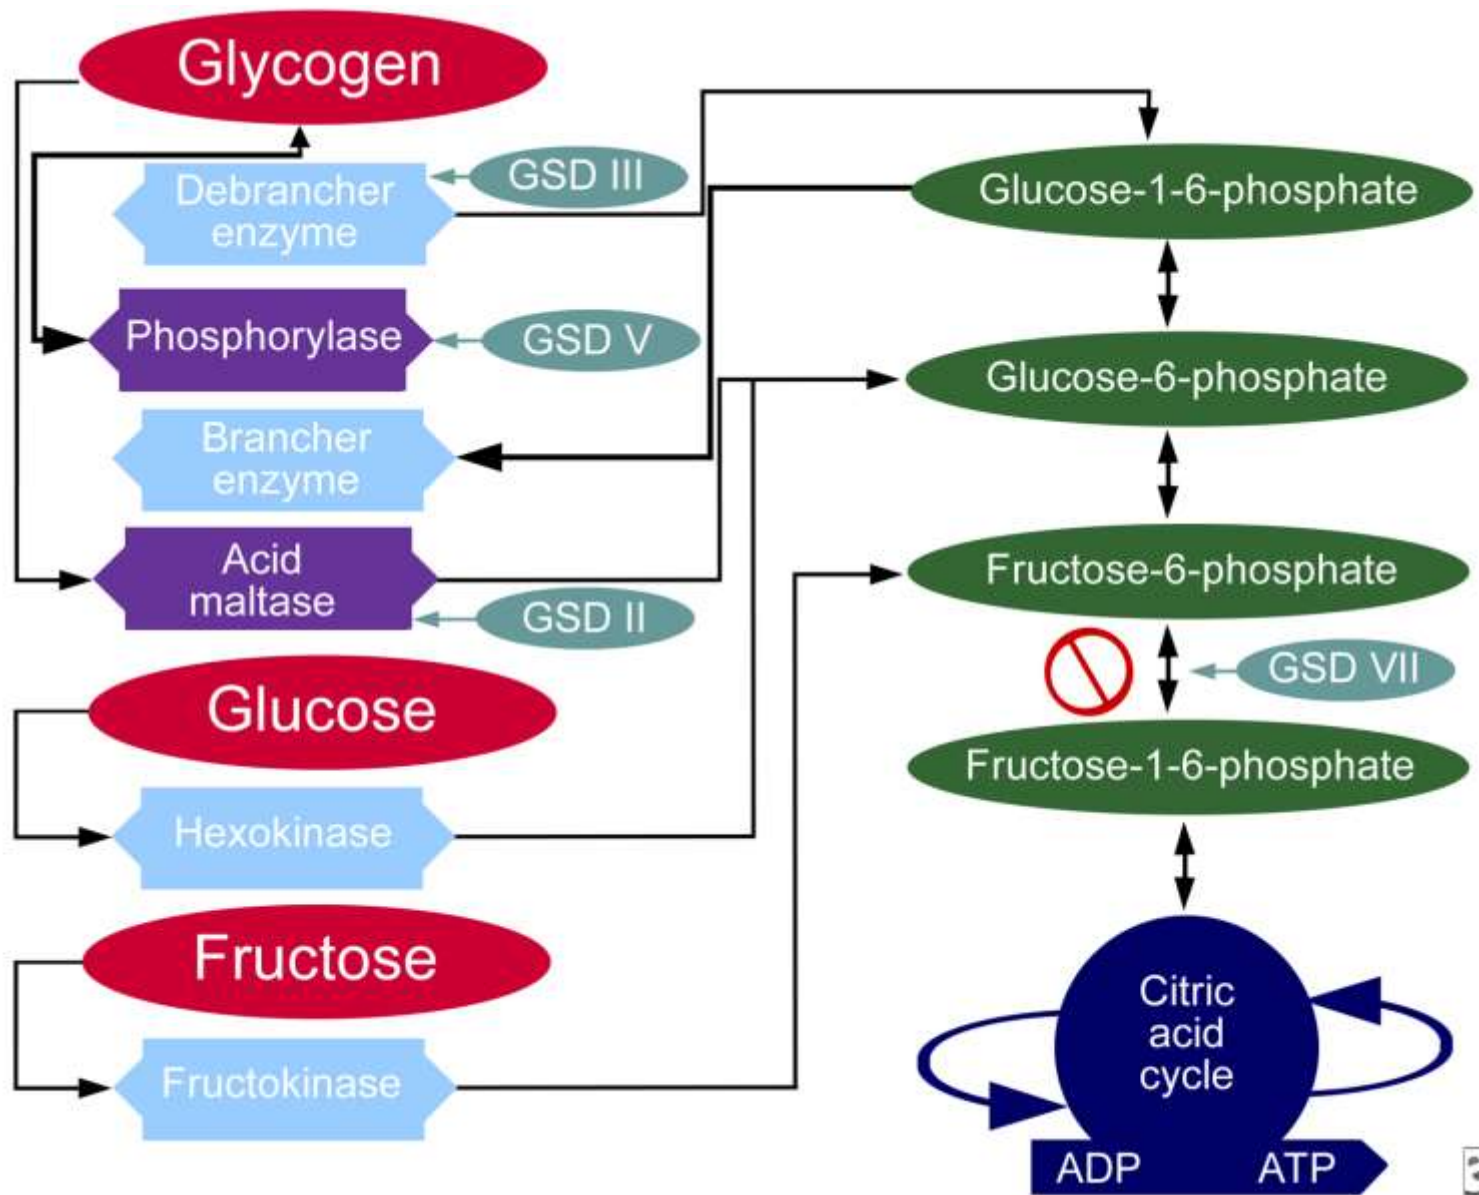 Glycogen
Debrancher
enzyme
GSD III
Phosphorylase
GSD V
Brancher
enzyme
Acid
maltase
GSD II
Glucose
Hexokinase
Fructose
Fructokinase
Glucose-1-6-phosphate
Glucose-6-phosphate
Fructose-6-phosphate
GSD VII
Fructose-1-6-phosphate
Citric
acid
cycle
ADP
ATP